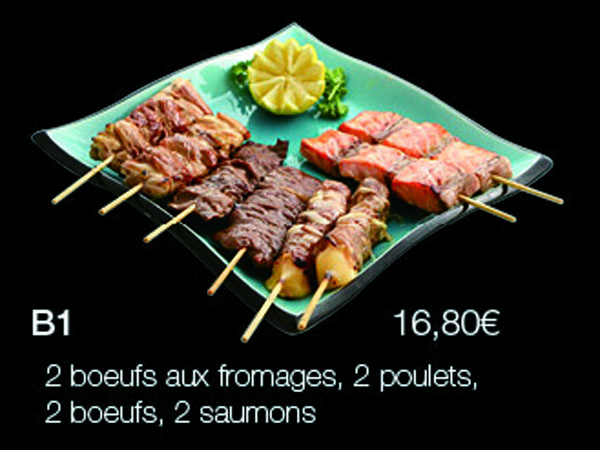 B1 16,80€
2 boeufs aux fromages, 2 poulets,
2 boeufs, 2 saumons